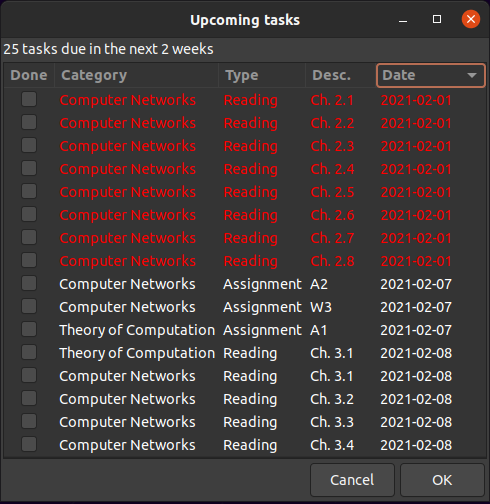 Upcoming tasks
25 tasks due in the next 2 weeks
Done Category Type Desc. Date
Computer Networks Reading Ch. 2.1 2021-02-01
Computer Networks Reading Ch. 2.2 2021-02-01
Computer Networks Reading Ch. 2.3 2021-02-01
Computer Networks Reading Ch. 2.4 2021-02-01
Computer Networks Reading Ch. 2.5 2021-02-01
Computer Networks Reading Ch. 2.6 2021-02-01
Computer Networks Reading Ch. 2.7 2021-02-01
Computer Networks Reading Ch. 2.8 2021-02-01
Computer Networks Assignment A2 2021-02-07
Computer Networks Assignment W3 2021-02-07
Theory of Computation Assignment A1 2021-02-07
Theory of Computation Reading Ch. 3.1 2021-02-08
Computer Networks Reading Ch. 3.1 2021-02-08
Computer Networks Reading Ch. 3.2 2021-02-08
Computer Networks Reading Ch. 3.3 2021-02-08
Computer Networks Reading Ch. 3.4 2021-02-08
Cancel OK